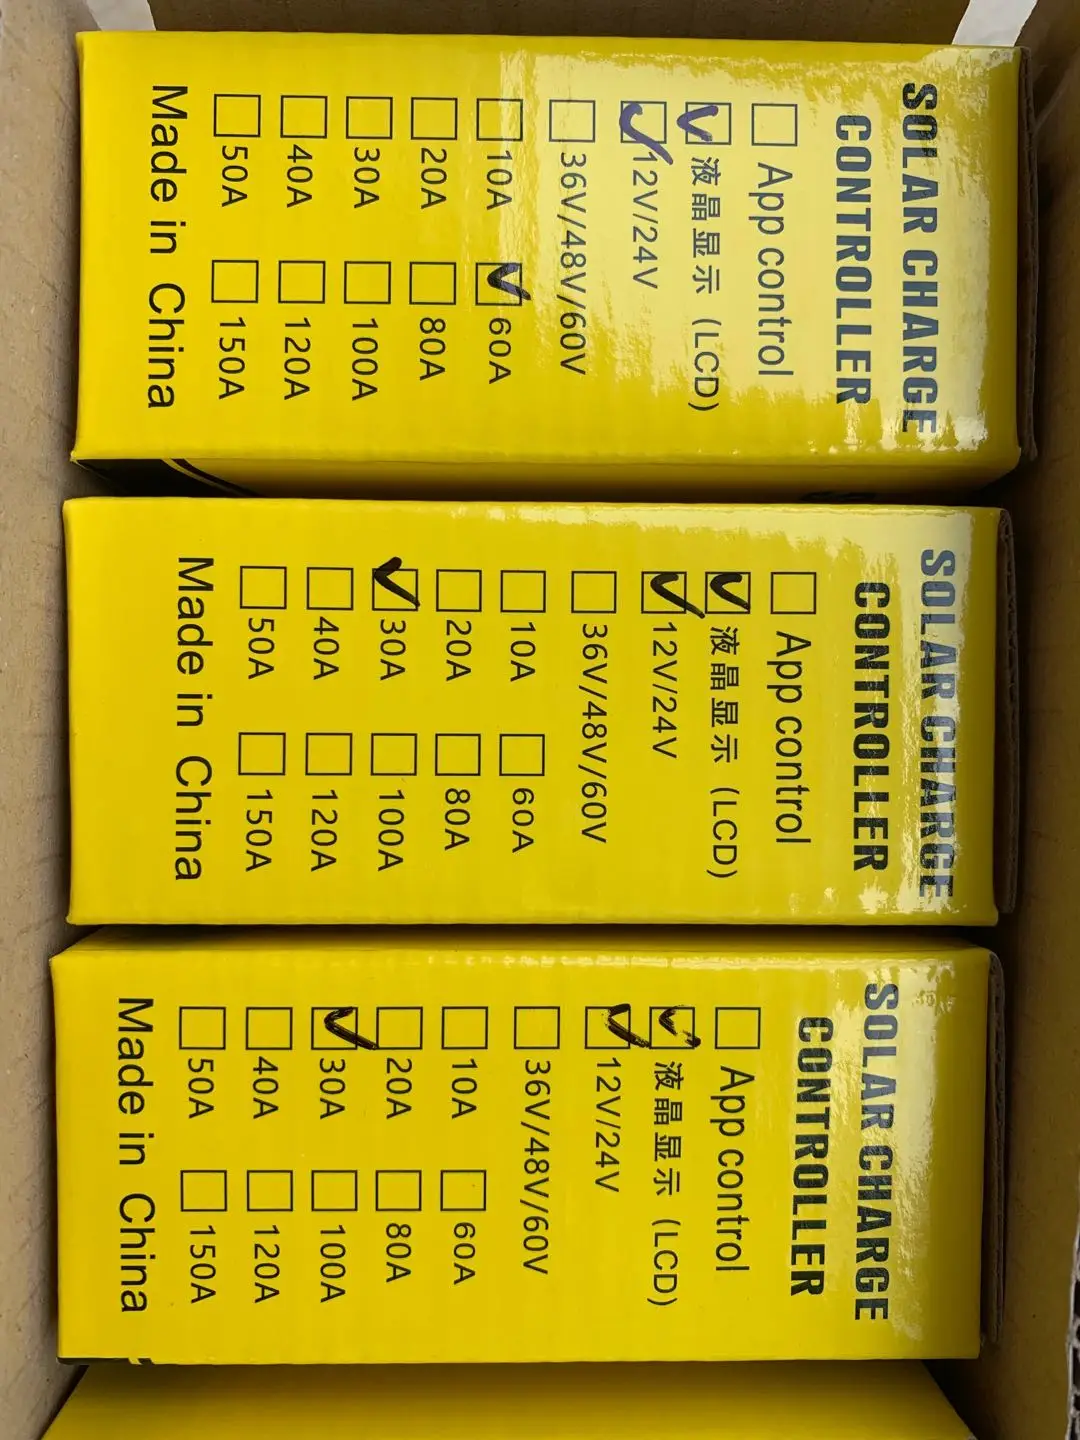 SOLAR CHARGE
CONTROLLER
App control
液晶显示 (LCD)
12V/24V
36V/48V/60V
10A 60A
20A 80A
30A 100A
40A 120A
50A 150A
Made in China
SOLAR CHARGE
CONTROLLER
App control
液晶显示 (LCD)
12V/24V
36V/48V/60V
10A 60A
20A 80A
30A 100A
40A 120A
50A 150A
Made in China
SOLAR CHARGE
CONTROLLER
App control
液晶显示 (LCD)
12V/24V
36V/48V/60V
10A 60A
20A 80A
30A 100A
40A 120A
50A 150A
Made in China